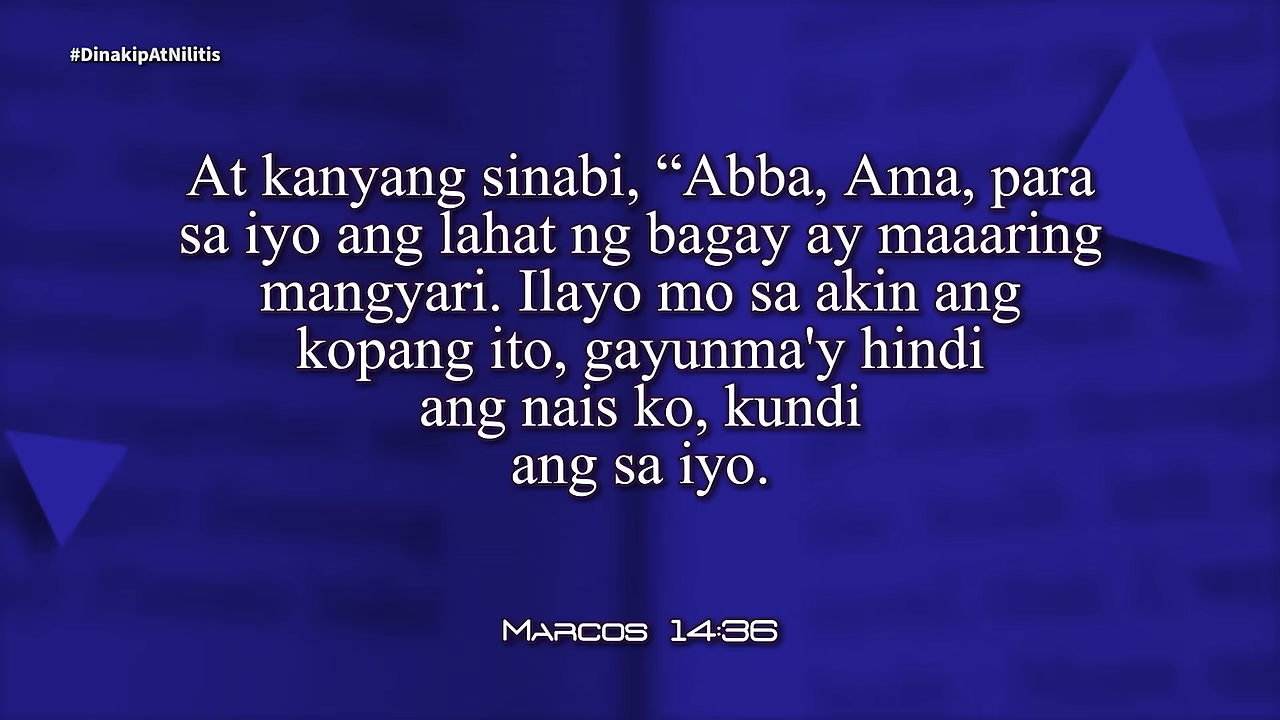 #DinakipAtNilitis
At kanyang sinabi, “Abba, Ama, para
sa iyo ang lahat ng bagay ay maaaring
mangyari. Ilayo mo sa akin ang
kopang ito, gayunma'y hindi
ang nais ko, kundi
ang sa iyo.
Marcos 14:36